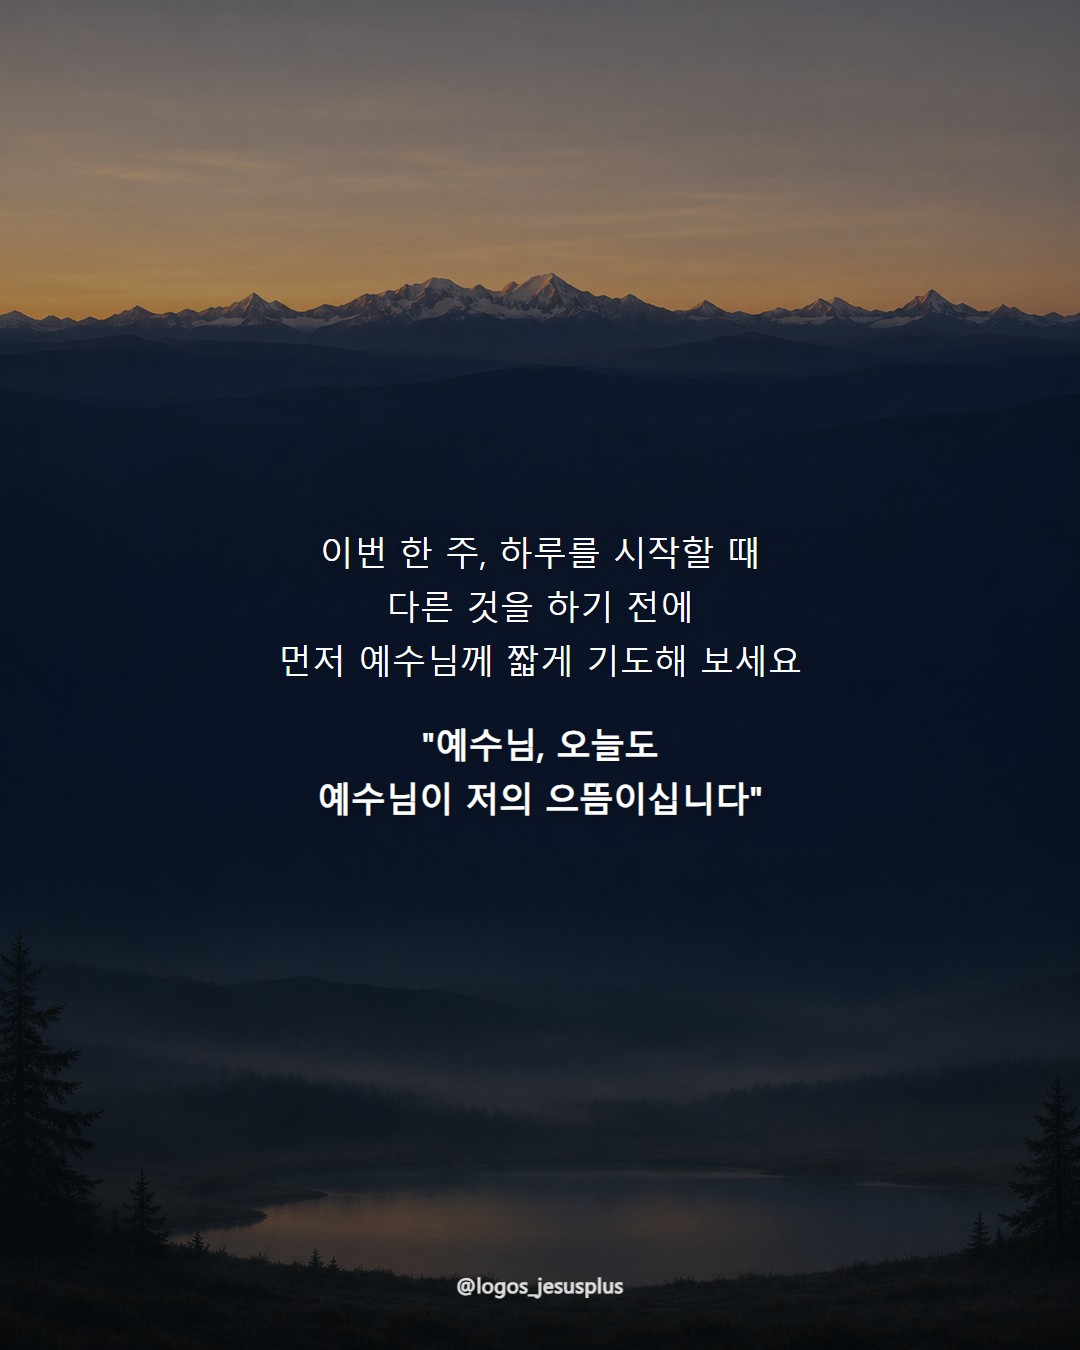 이번 한 주, 하루를 시작할 때
다른 것을 하기 전에
먼저 예수님께 짧게 기도해 보세요
"예수님, 오늘도
예수님이 저의 으뜸이십니다"
@logos_jesusplus